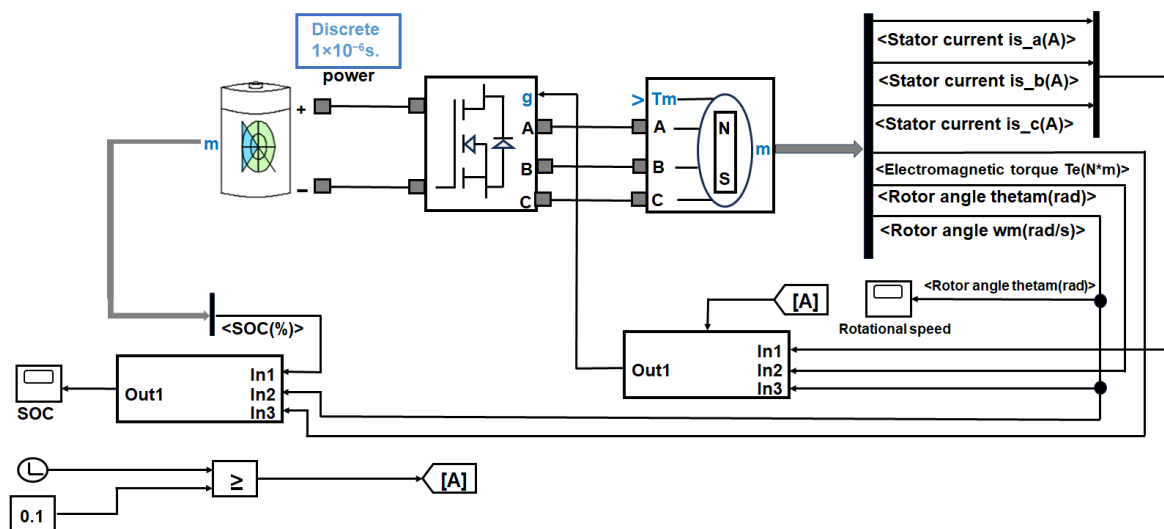 Discrete
1×10⁻⁶s.
power
m
+
−
g
A
B
C
> Tm
A
B
C
N
S
m
<Stator current is_a(A)>
<Stator current is_b(A)>
<Stator current is_c(A)>
<Electromagnetic torque Te(N*m)>
<Rotor angle thetam(rad)>
<Rotor angle wm(rad/s)>
<Rotor angle thetam(rad)>
Rotational speed
[A]
<SOC(%)>
Out1
In1
In2
In3
SOC
Out1
In1
In2
In3
≥
[A]
0.1